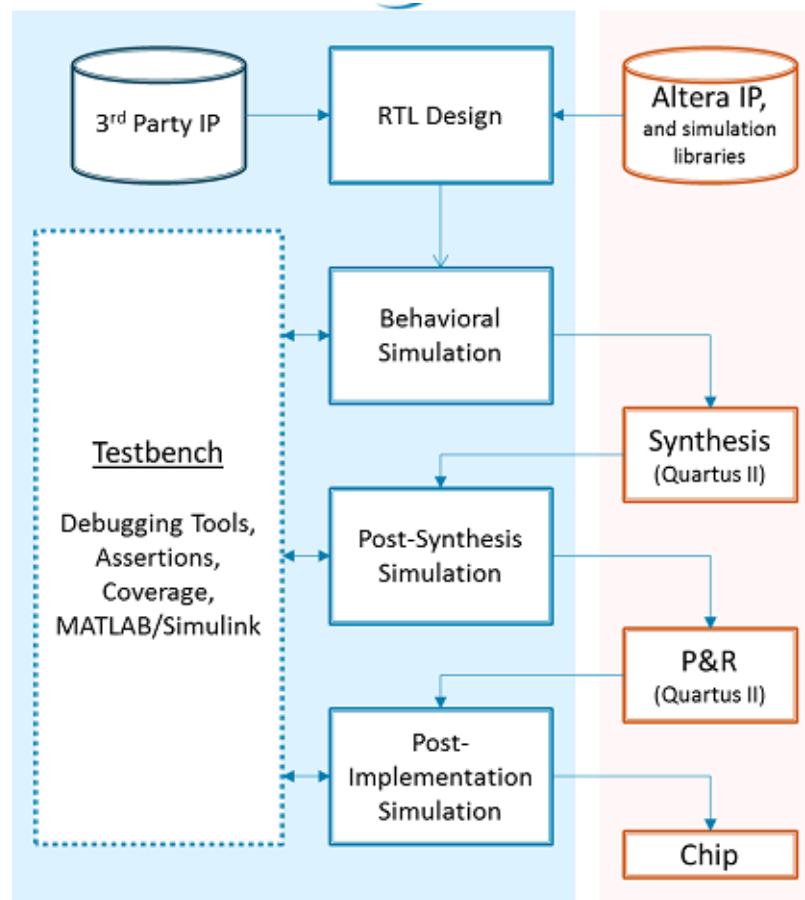 3rd Party IP
RTL Design
Altera IP,
and simulation
libraries
Behavioral
Simulation
Testbench
Debugging Tools,
Assertions,
Coverage,
MATLAB/Simulink
Synthesis
(Quartus II)
Post-Synthesis
Simulation
P&R
(Quartus II)
Post-
Implementation
Simulation
Chip